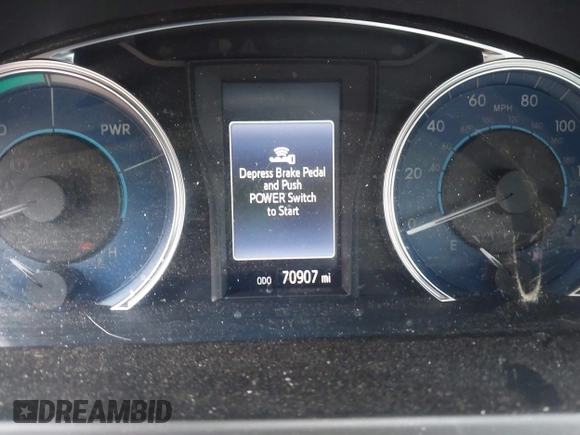 PWR
H
Depress Brake Pedal
and Push
POWER Switch
to Start
ODO 70907 mi
0
20
40
60
80
100
MPH
E
F
DREAMBID